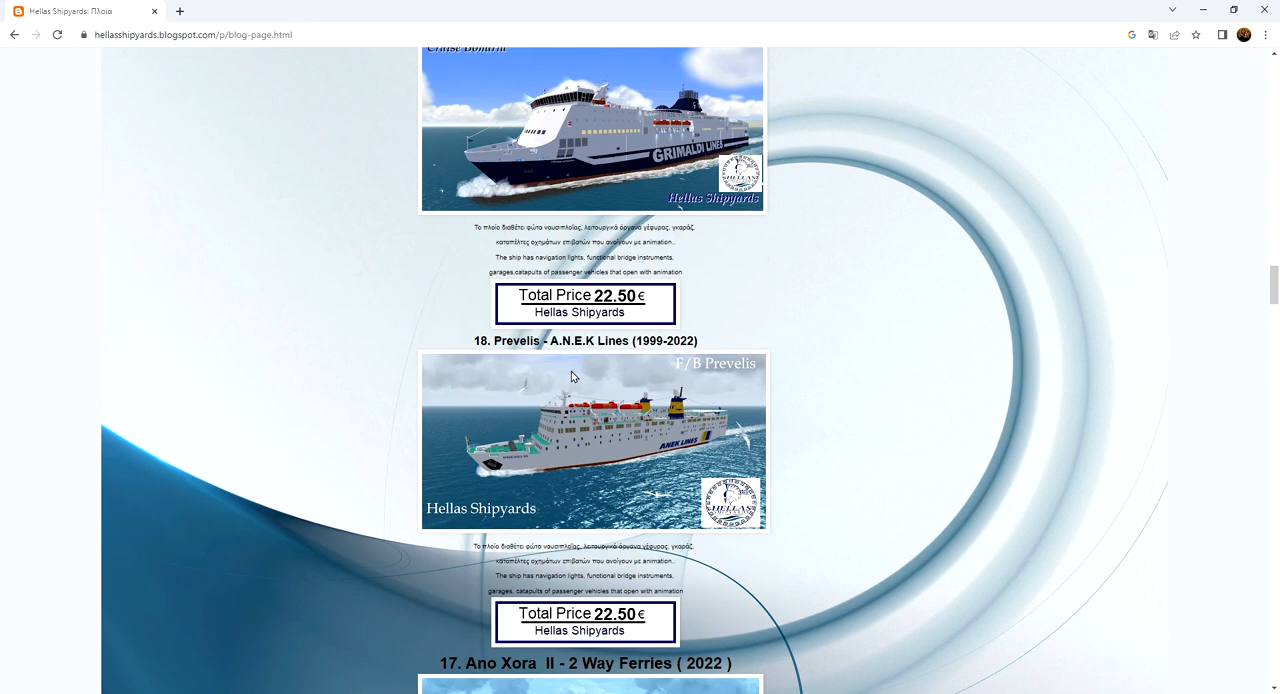 Hellas Shipyards: Πλοία
hellasshipyards.blogspot.com/p/blog-page.html
Cruise Bonaria
GRIMALDI LINES
HELLAS
Hellas Shipyards
Το πλοίο διαθέτει φώτα ναυσιπλοΐας, λειτουργικά όργανα γέφυρας, γκαράζ,
καταπέλτες οχημάτων επιβατών που ανοίγουν με animation..
The ship has navigation lights, functional bridge instruments,
garages,catapults of passenger vehicles that open with animation
Total Price 22.50 €
Hellas Shipyards
18. Prevelis - A.N.E.K Lines (1999-2022)
F/B Prevelis
ANEK LINES
Hellas Shipyards
HELLAS
Το πλοίο διαθέτει φώτα ναυσιπλοΐας, λειτουργικά όργανα γέφυρας, γκαράζ,
καταπέλτες οχημάτων επιβατών που ανοίγουν με animation..
The ship has navigation lights, functional bridge instruments,
garages, catapults of passenger vehicles that open with animation
Total Price 22.50 €
Hellas Shipyards
17. Ano Xora II - 2 Way Ferries ( 2022 )